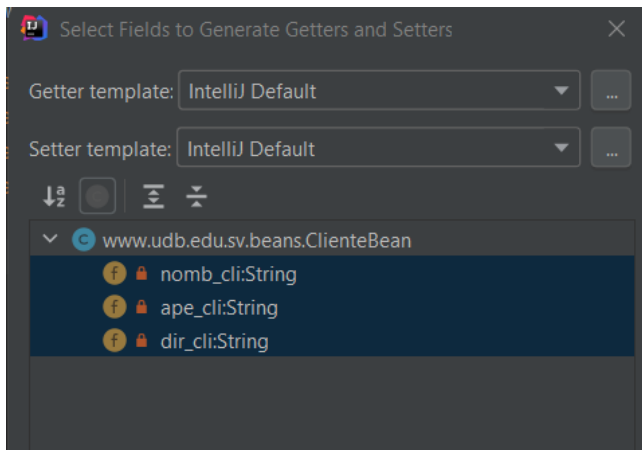 Select Fields to Generate Getters and Setters
Getter template: IntelliJ Default ...
Setter template: IntelliJ Default ...
www.udb.edu.sv.beans.ClienteBean
nomb_cli:String
ape_cli:String
dir_cli:String